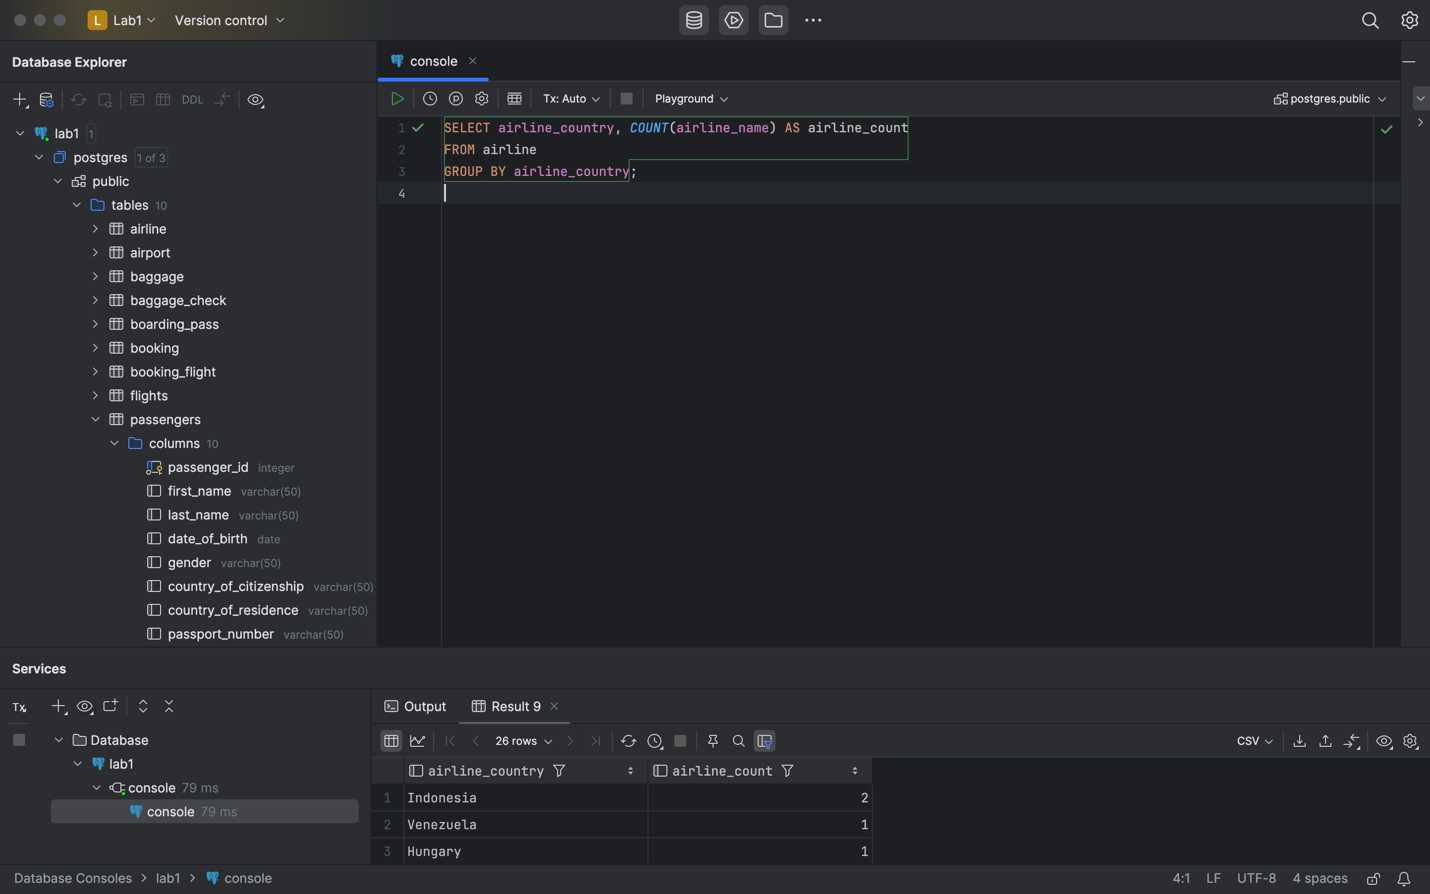 L Lab1 Version control
Database Explorer
console
DDL
Tx: Auto Playground postgres.public
lab1 1
postgres 1 of 3
public
tables 10
airline
airport
baggage
baggage_check
boarding_pass
booking
booking_flight
flights
passengers
columns 10
passenger_id integer
first_name varchar(50)
last_name varchar(50)
date_of_birth date
gender varchar(50)
country_of_citizenship varchar(50)
country_of_residence varchar(50)
passport_number varchar(50)
1 SELECT airline_country, COUNT(airline_name) AS airline_count
2 FROM airline
3 GROUP BY airline_country;
4
Services
Tx
Database
lab1
console 79 ms
console 79 ms
Output Result 9
26 rows CSV
airline_country airline_count
1 Indonesia 2
2 Venezuela 1
3 Hungary 1
Database Consoles > lab1 > console 4:1 LF UTF-8 4 spaces